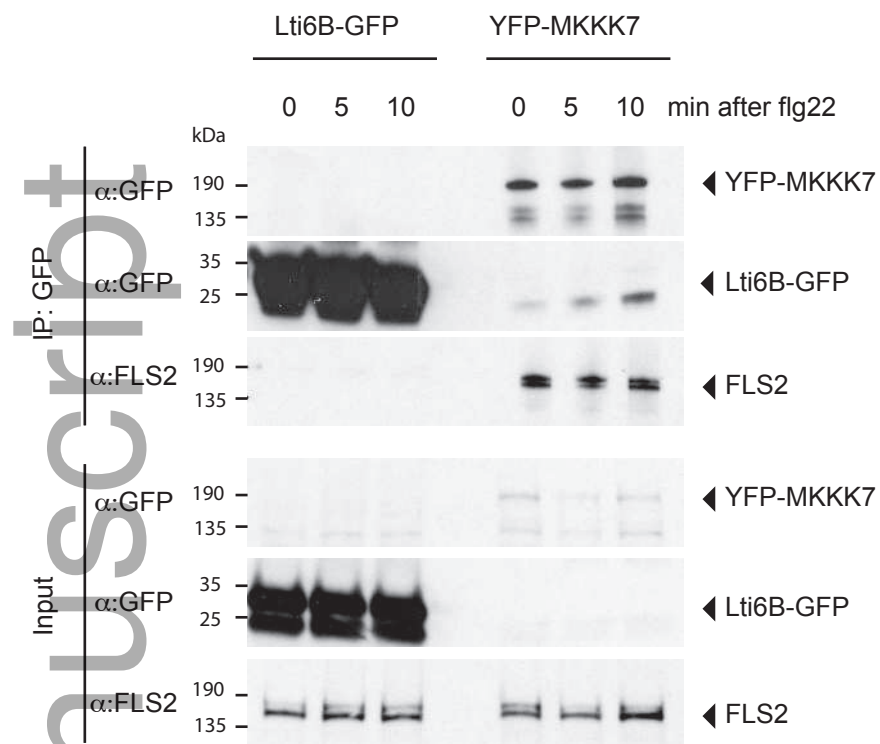 Lti6B-GFP YFP-MKKK7
0 5 10 0 5 10 min after flg22
kDa
IP: GFP
α:GFP 190 135 YFP-MKKK7
α:GFP 35 25 Lti6B-GFP
α:FLS2 190 135 FLS2
Input
α:GFP 190 135 YFP-MKKK7
α:GFP 35 25 Lti6B-GFP
α:FLS2 190 135 FLS2
nuscript